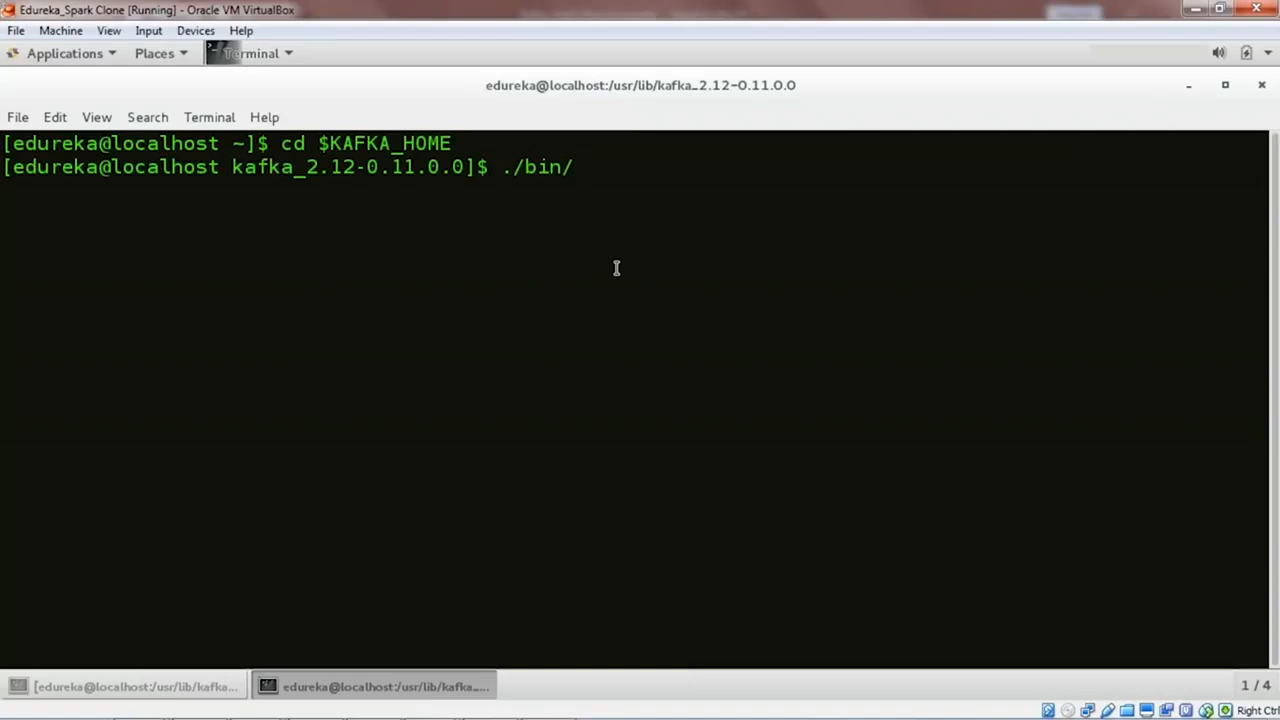 Edureka_Spark Clone [Running] - Oracle VM VirtualBox
File Machine View Input Devices Help
Applications Places Terminal
edureka@localhost:/usr/lib/kafka_2.12-0.11.0.0
File Edit View Search Terminal Help
[edureka@localhost ~]$ cd $KAFKA_HOME
[edureka@localhost kafka_2.12-0.11.0.0]$ ./bin/
[edureka@localhost:/usr/lib/kafka... edureka@localhost:/usr/lib/kafka_... 1 / 4
Right Ctrl